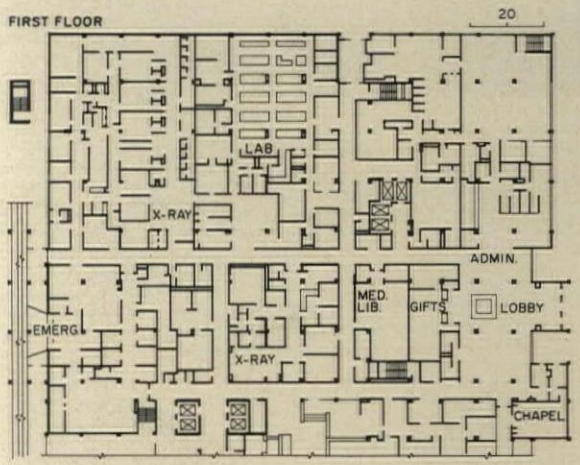 FIRST FLOOR
20
LAB
X-RAY
ADMIN.
MED.
LIB.
GIFTS
LOBBY
EMERG.
X-RAY
CHAPEL